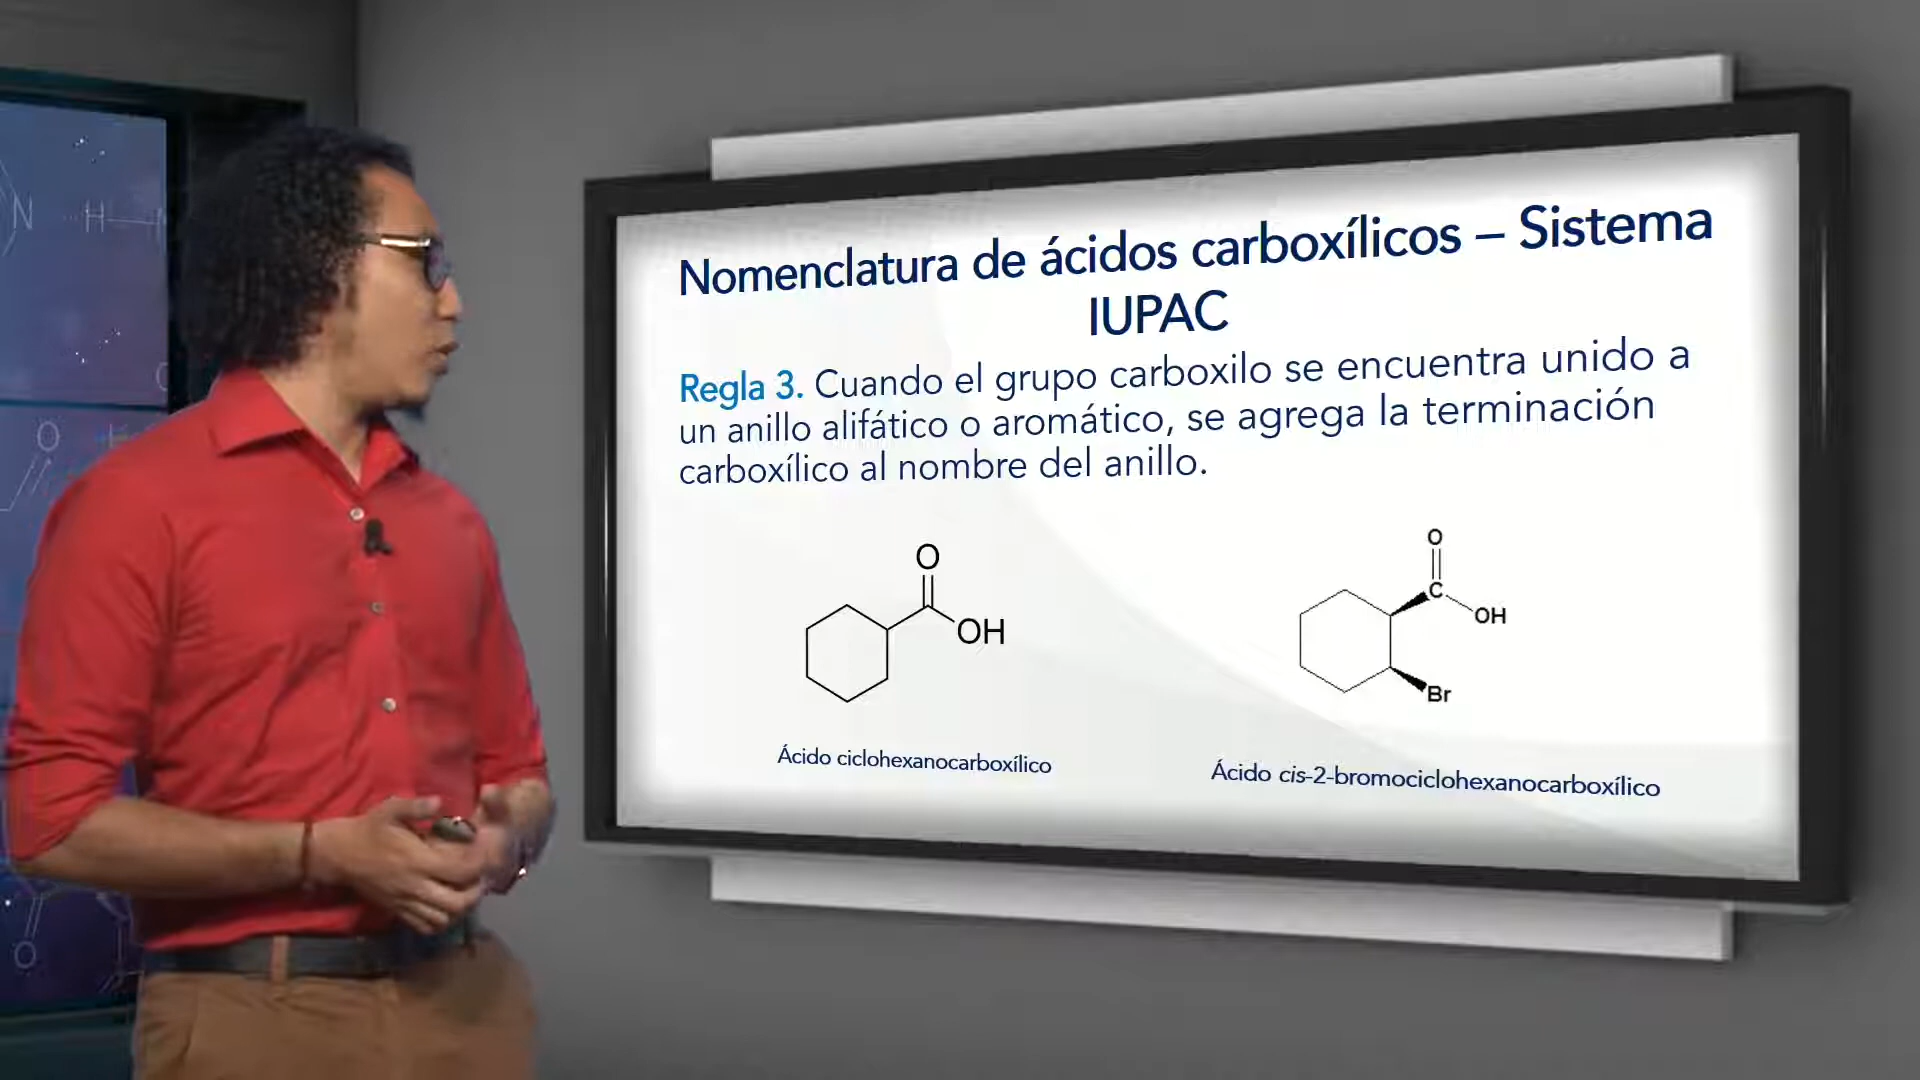 Nomenclatura de ácidos carboxílicos – Sistema
IUPAC
Regla 3. Cuando el grupo carboxilo se encuentra unido a
un anillo alifático o aromático, se agrega la terminación
carboxílico al nombre del anillo.
O
OH
O
C
OH
Br
Ácido ciclohexanocarboxílico
Ácido cis-2-bromociclohexanocarboxílico
N
H
O
O